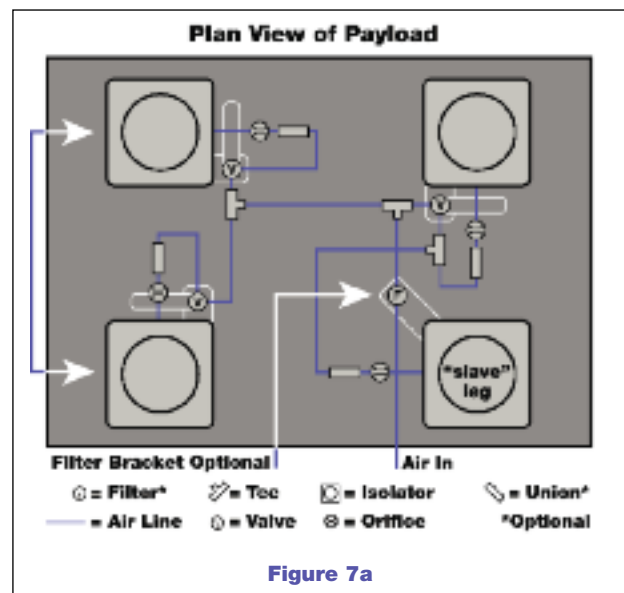 Plan View of Payload
V
V
V
F
"slave"
leg
Filter Bracket Optional
Air In
= Filter*
= Tee
= Isolator
= Union*
= Air Line
= Valve
= Orifice
*Optional
Figure 7a